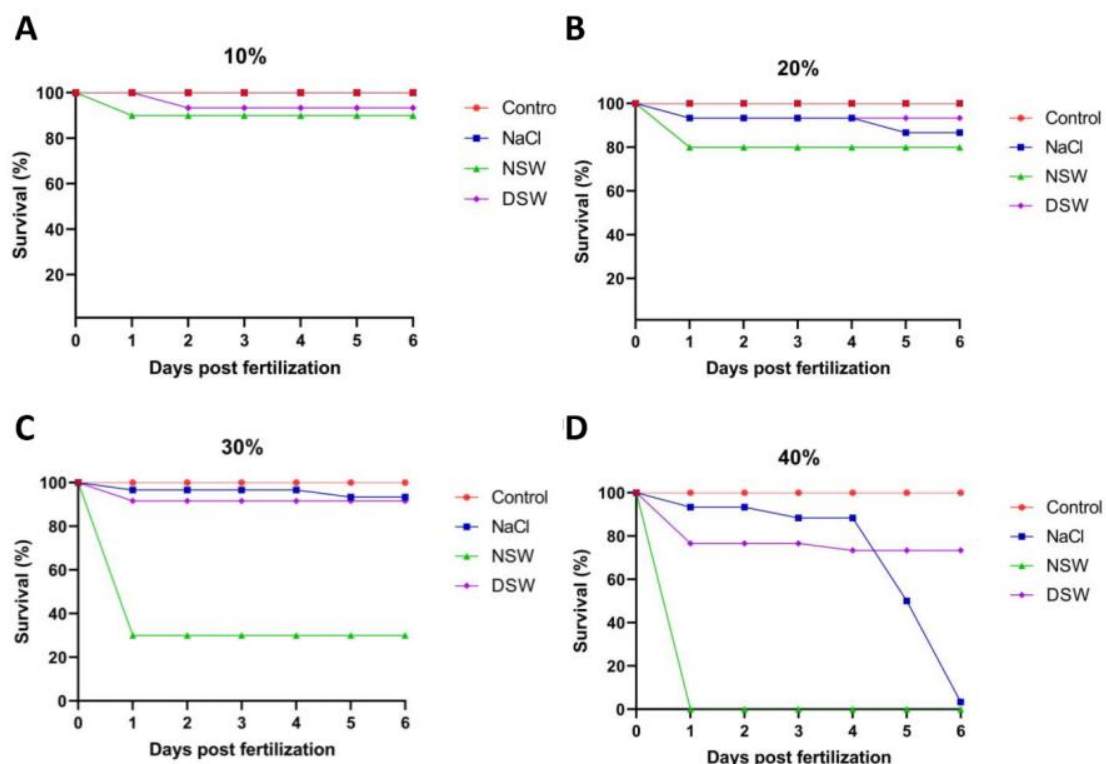 A
10%
Survival (%)
100
80
60
40
20
0 1 2 3 4 5 6
Days post fertilization
Contro
NaCl
NSW
DSW
B
20%
Survival (%)
100
80
60
40
20
0 1 2 3 4 5 6
Days post fertilization
Control
NaCl
NSW
DSW
C
30%
Survival (%)
100
80
60
40
20
0
0 1 2 3 4 5 6
Days post fertilization
Control
NaCl
NSW
DSW
D
40%
Survival (%)
100
80
60
40
20
0
0 1 2 3 4 5 6
Days post fertilization
Control
NaCl
NSW
DSW